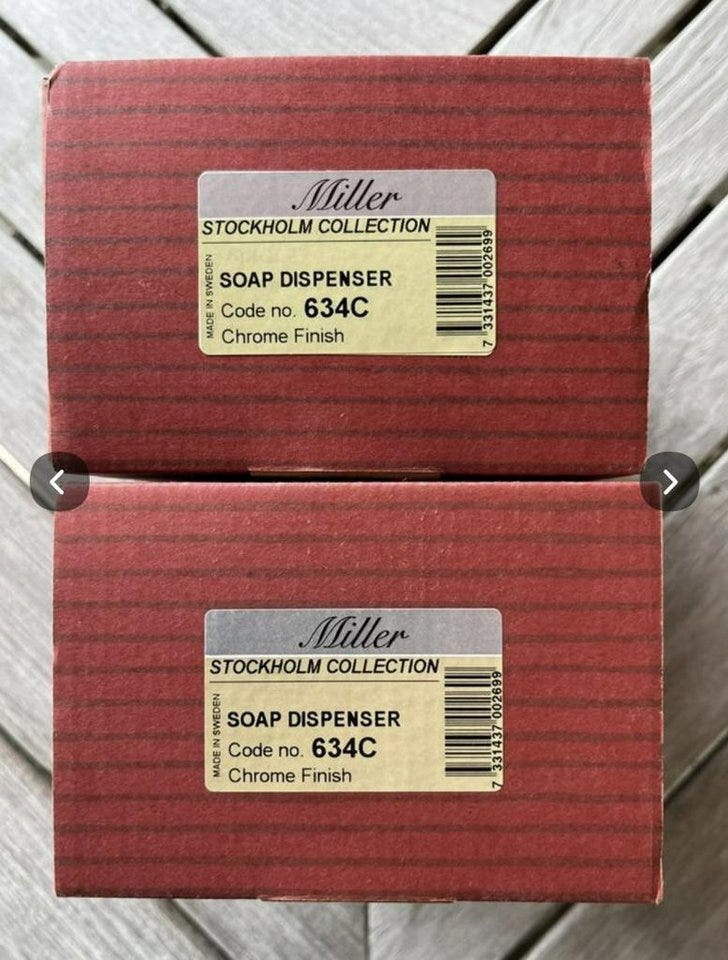 Miller
STOCKHOLM COLLECTION
MADE IN SWEDEN
SOAP DISPENSER
Code no. 634C
Chrome Finish
7 331437 002699
Miller
STOCKHOLM COLLECTION
MADE IN SWEDEN
SOAP DISPENSER
Code no. 634C
Chrome Finish
7 331437 002699